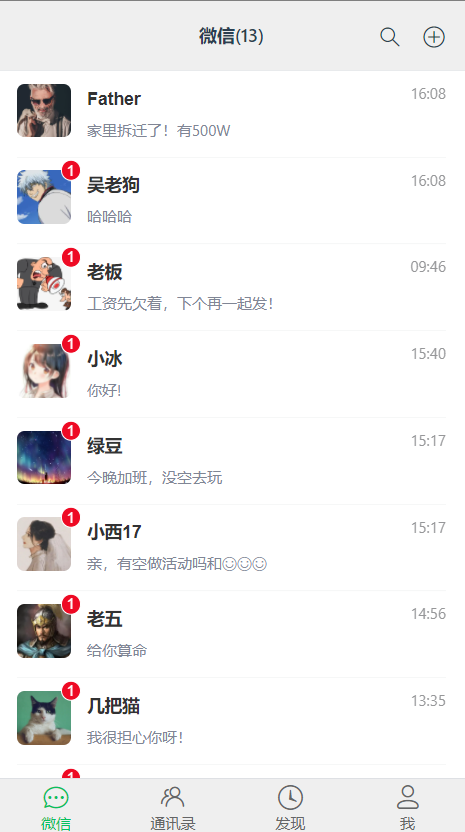 微信(13)
Father
16:08
家里拆迁了！有500W
1
吴老狗
16:08
哈哈哈
1
老板
09:46
工资先欠着，下个再一起发！
1
小冰
15:40
你好!
1
绿豆
15:17
今晚加班，没空去玩
1
小西17
15:17
亲，有空做活动吗和☺☺☺
1
老五
14:56
给你算命
1
几把猫
13:35
我很担心你呀！
1
微信
通讯录
发现
我